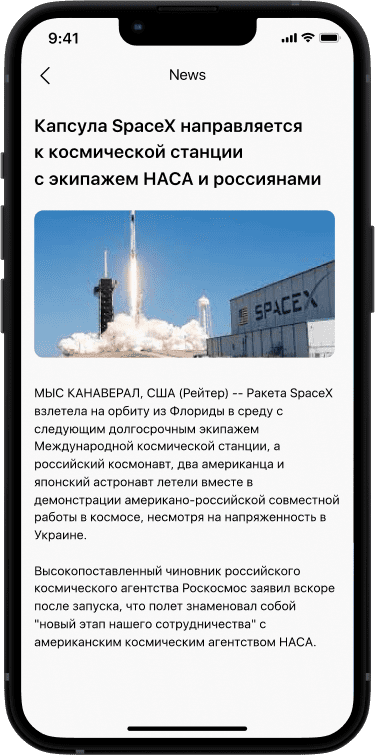 9:41
News
Капсула SpaceX направляется
к космической станции
с экипажем НАСА и россиянами
SPACEX
МЫС КАНАВЕРАЛ, США (Рейтер) -- Ракета SpaceX
взлетела на орбиту из Флориды в среду с
следующим долгосрочным экипажем
Международной космической станции, а
российский космонавт, два американца и
японский астронавт летели вместе в
демонстрации американо-российской совместной
работы в космосе, несмотря на напряженность в
Украине.
Высокопоставленный чиновник российского
космического агентства Роскосмос заявил вскоре
после запуска, что полет знаменовал собой
"новый этап нашего сотрудничества" с
американским космическим агентством НАСА.